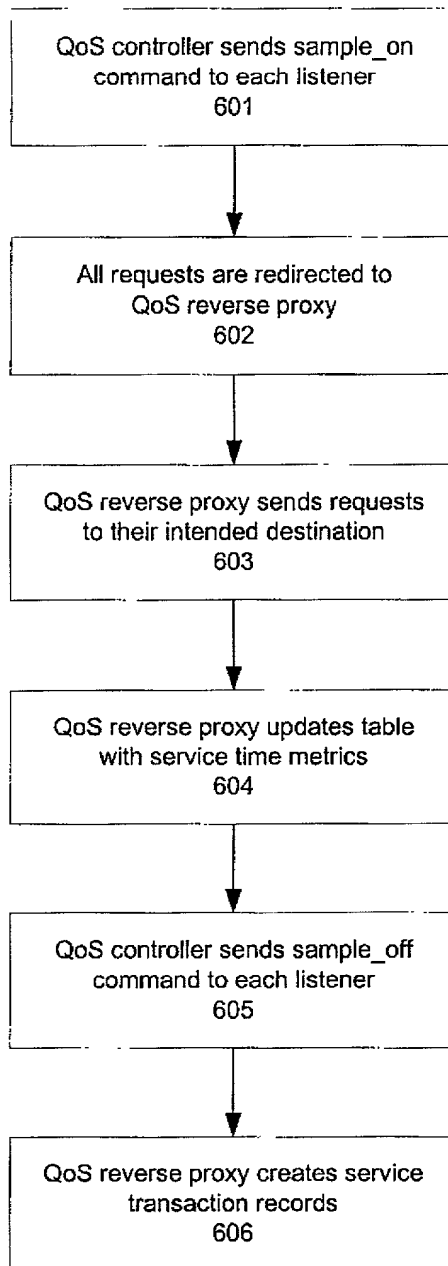 QoS controller sends sample_on
command to each listener
601
All requests are redirected to
QoS reverse proxy
602
QoS reverse proxy sends requests
to their intended destination
603
QoS reverse proxy updates table
with service time metrics
604
QoS controller sends sample_off
command to each listener
605
QoS reverse proxy creates service
transaction records
606